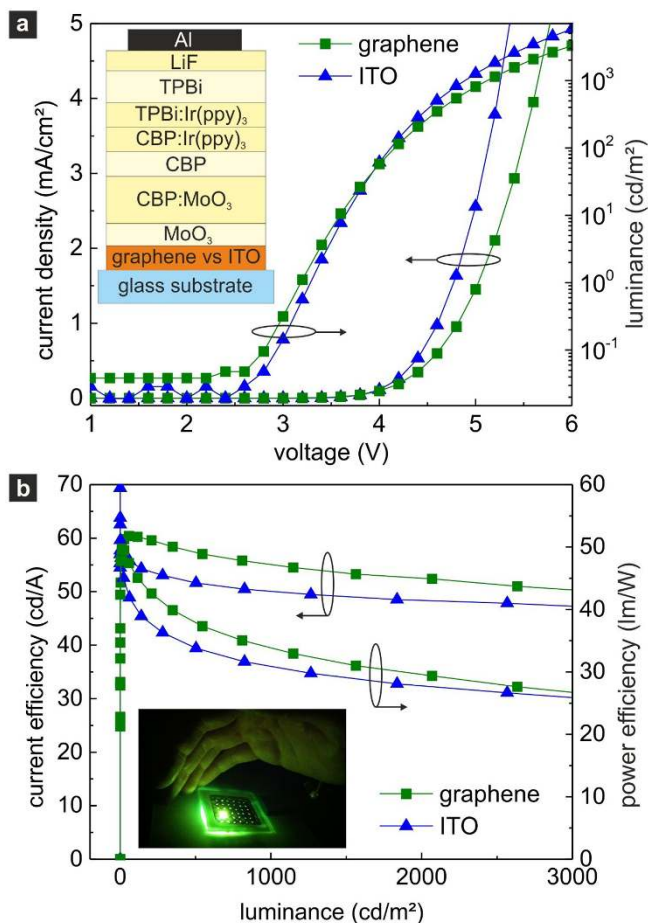 a
Al
LiF
TPBi
TPBi:Ir(ppy)₃
CBP:Ir(ppy)₃
CBP
CBP:MoO₃
MoO₃
graphene vs ITO
glass substrate
graphene
ITO
current density (mA/cm²)
5
4
3
2
1
0
luminance (cd/m²)
10³
10²
10¹
10⁰
10⁻¹
1 2 3 4 5 6
voltage (V)
b
current efficiency (cd/A)
70
60
50
40
30
20
10
0
power efficiency (lm/W)
60
50
40
30
20
10
0
graphene
ITO
0 1000 2000 3000
luminance (cd/m²)